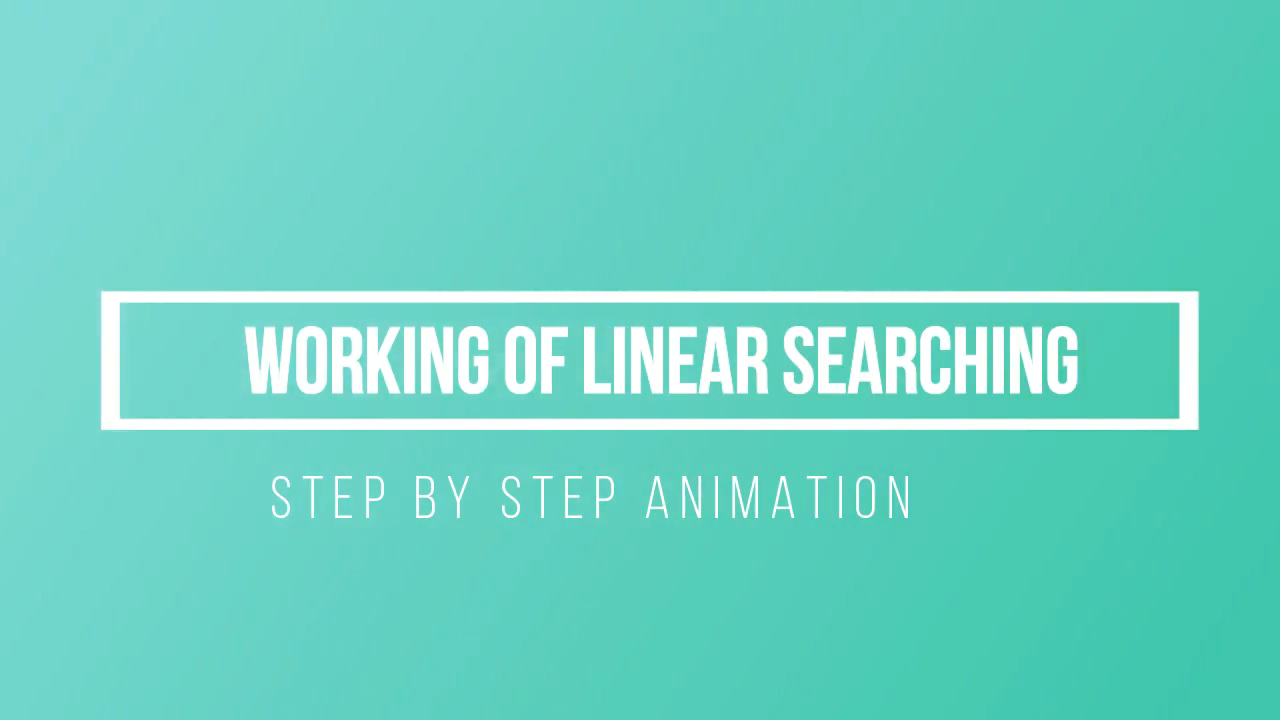 WORKING OF LINEAR SEARCHING
STEP BY STEP ANIMATION